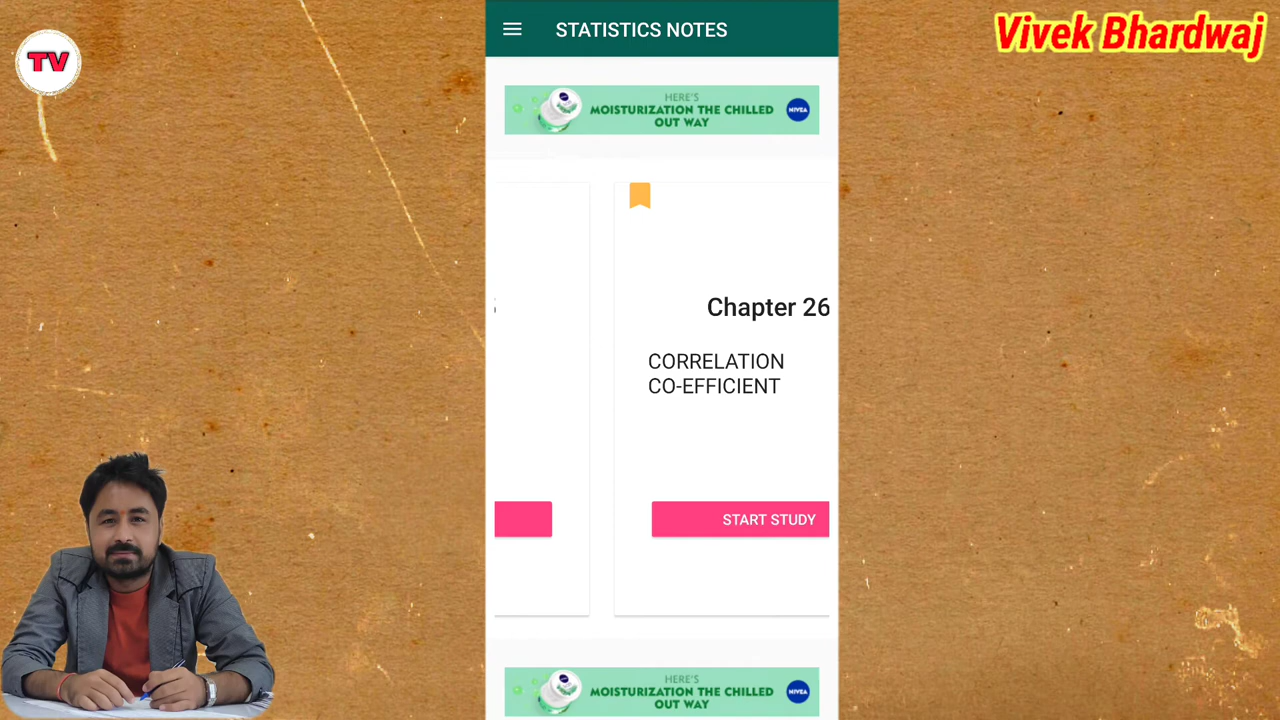 TV
Vivek Bhardwaj
STATISTICS NOTES
HERE'S
MOISTURIZATION THE CHILLED
OUT WAY
NIVEA
Chapter 26
CORRELATION
CO-EFFICIENT
START STUDY
HERE'S
MOISTURIZATION THE CHILLED
OUT WAY
NIVEA